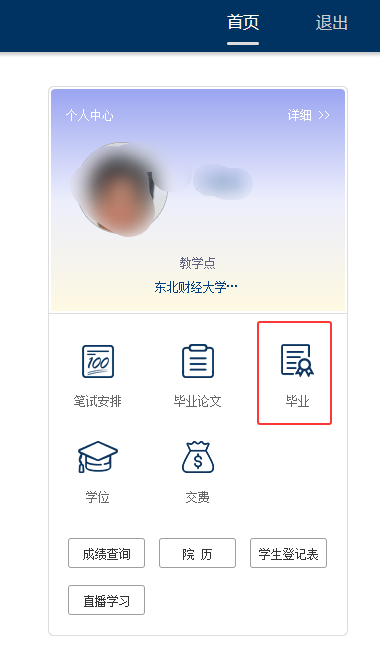 首页 退出
个人中心 详细 >>
教学点
东北财经大学…
100
笔试安排 毕业论文 毕业
学位 交费
$
成绩查询 院 历 学生登记表
直播学习